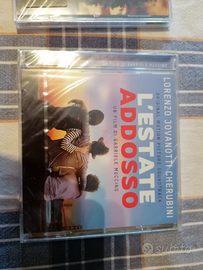 LORENZO JOVANOTTI CHERUBINI
L'ESTATE
ADDOSSO
UN FILM DI GABRIELE MUCCINO
subito